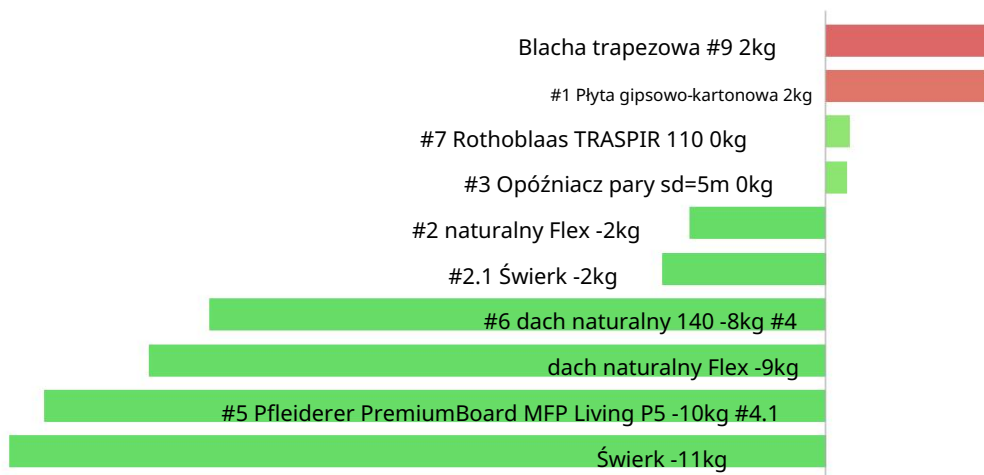 Blacha trapezowa #9 2kg
#1 Płyta gipsowo-kartonowa 2kg
#7 Rothoblaas TRASPIR 110 0kg
#3 Opóźniacz pary sd=5m 0kg
#2 naturalny Flex -2kg
#2.1 Świerk -2kg
#6 dach naturalny 140 -8kg #4
dach naturalny Flex -9kg
#5 Pfleiderer PremiumBoard MFP Living P5 -10kg #4.1
Świerk -11kg